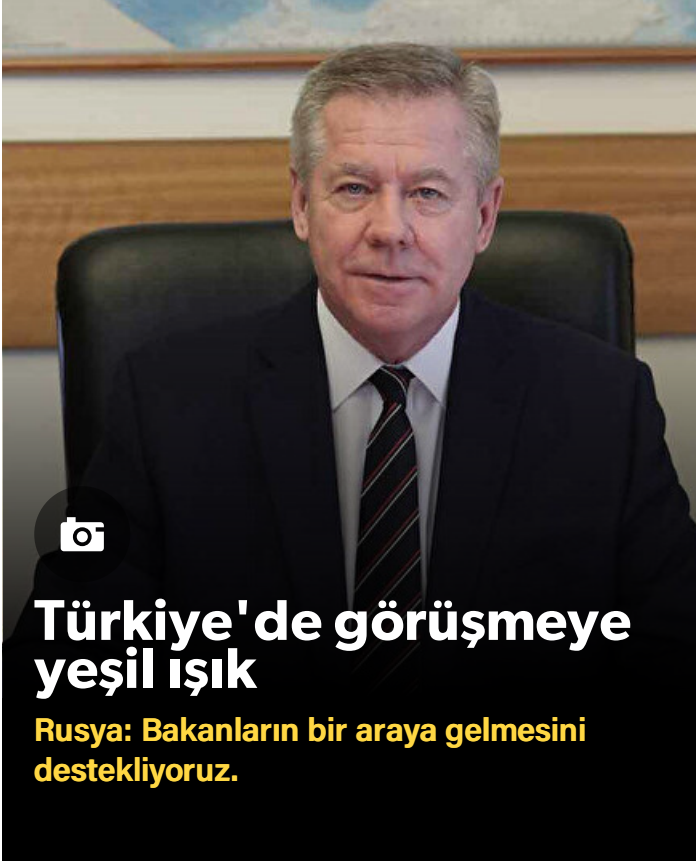 Türkiye'de görüşmeye
yeşil ışık
Rusya: Bakanların bir araya gelmesini
destekliyoruz.